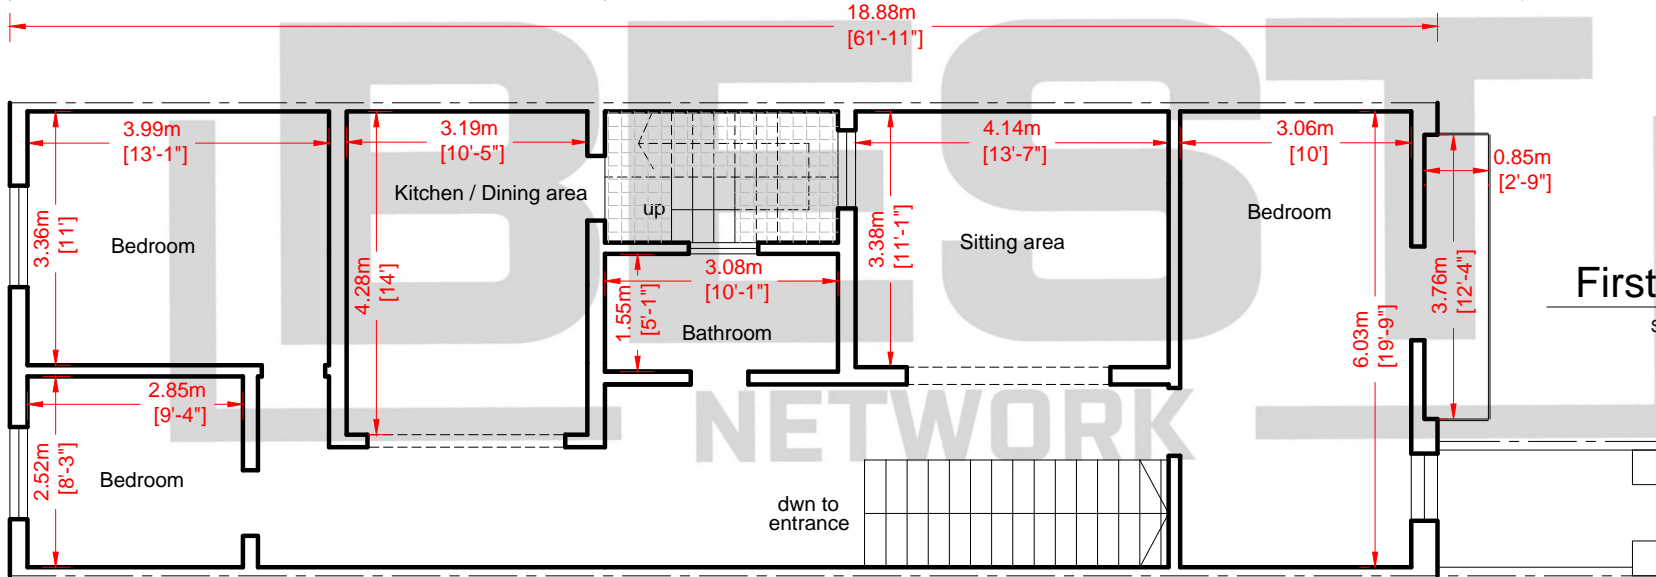 18.88m
[61'-11"]
BEST
NETWORK
3.99m
[13'-1"]
3.36m
[11']
Bedroom
3.19m
[10'-5"]
Kitchen / Dining area
4.28m
[14']
up
3.08m
[10'-1"]
1.55m
[5'-1"]
Bathroom
4.14m
[13'-7"]
3.38m
[11'-1"]
Sitting area
3.06m
[10']
Bedroom
6.03m
[19'-9"]
0.85m
[2'-9"]
3.76m
[12'-4"]
First
2.85m
[9'-4"]
2.52m
[8'-3"]
Bedroom
dwn to
entrance